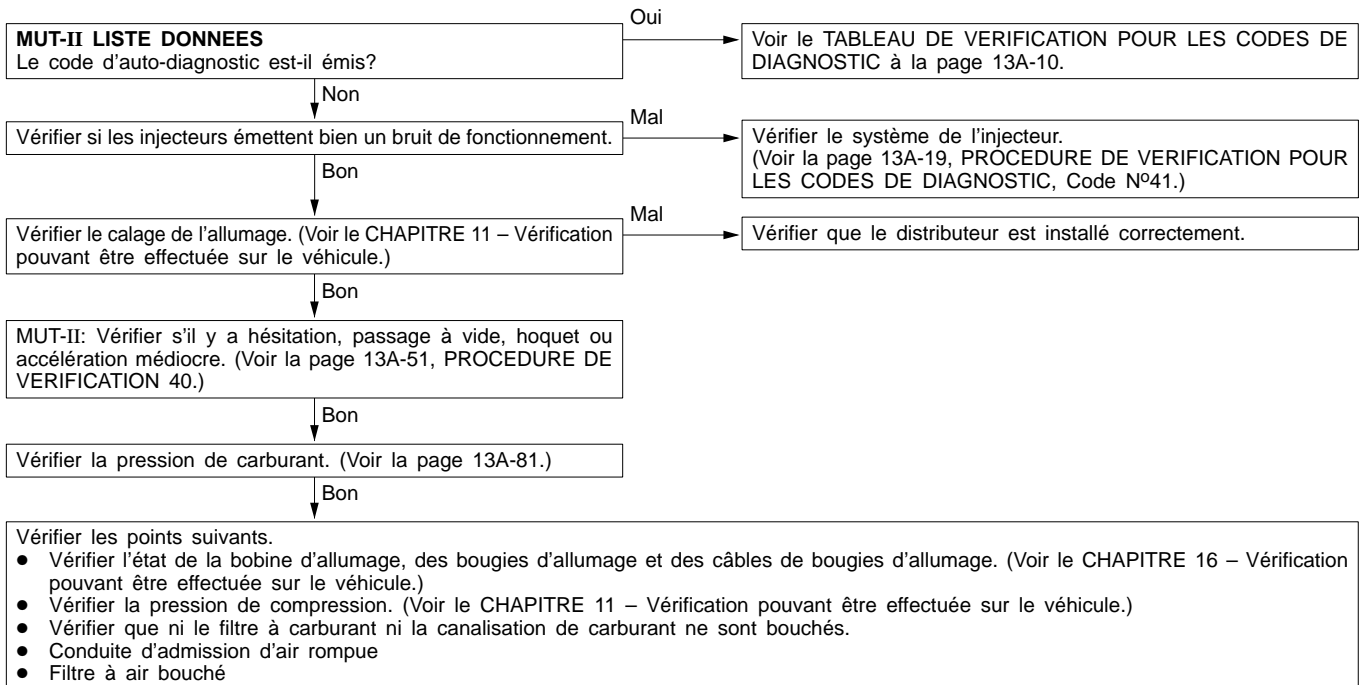 Oui
MUT-II LISTE DONNEES
Le code d'auto-diagnostic est-il émis?
Voir le TABLEAU DE VERIFICATION POUR LES CODES DE
DIAGNOSTIC à la page 13A-10.
Non
Mal
Vérifier si les injecteurs émettent bien un bruit de fonctionnement.
Vérifier le système de l'injecteur.
(Voir la page 13A-19, PROCEDURE DE VERIFICATION POUR
LES CODES DE DIAGNOSTIC, Code Nº41.)
Bon
Mal
Vérifier le calage de l'allumage. (Voir le CHAPITRE 11 – Vérification
pouvant être effectuée sur le véhicule.)
Vérifier que le distributeur est installé correctement.
Bon
MUT-II: Vérifier s'il y a hésitation, passage à vide, hoquet ou
accélération médiocre. (Voir la page 13A-51, PROCEDURE DE
VERIFICATION 40.)
Bon
Vérifier la pression de carburant. (Voir la page 13A-81.)
Bon
Vérifier les points suivants.
● Vérifier l'état de la bobine d'allumage, des bougies d'allumage et des câbles de bougies d'allumage. (Voir le CHAPITRE 16 – Vérification
pouvant être effectuée sur le véhicule.)
● Vérifier la pression de compression. (Voir le CHAPITRE 11 – Vérification pouvant être effectuée sur le véhicule.)
● Vérifier que ni le filtre à carburant ni la canalisation de carburant ne sont bouchés.
● Conduite d'admission d'air rompue
● Filtre à air bouché